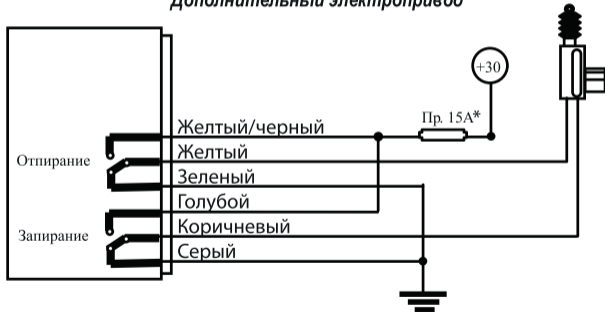 Дополнительный электропривод
+30
Пр. 15А*
Желтый/черный
Желтый
Отпирание
Зеленый
Голубой
Коричневый
Запирание
Серый